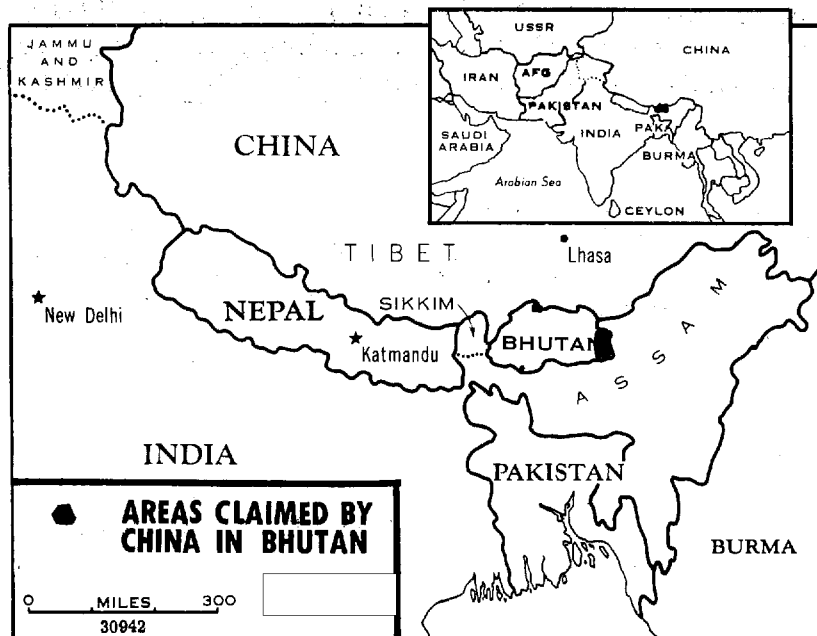 JAMMU
AND
KASHMIR
CHINA
TIBET
Lhasa
New Delhi
NEPAL
SIKKIM
Katmandu
BHUTAN
ASSAM
INDIA
PAKISTAN
BURMA
USSR
CHINA
IRAN
AFG
PAKISTAN
SAUDI
ARABIA
INDIA
PAK
BURMA
Arabian Sea
CEYLON
AREAS CLAIMED BY
CHINA IN BHUTAN
0 MILES 300
30942